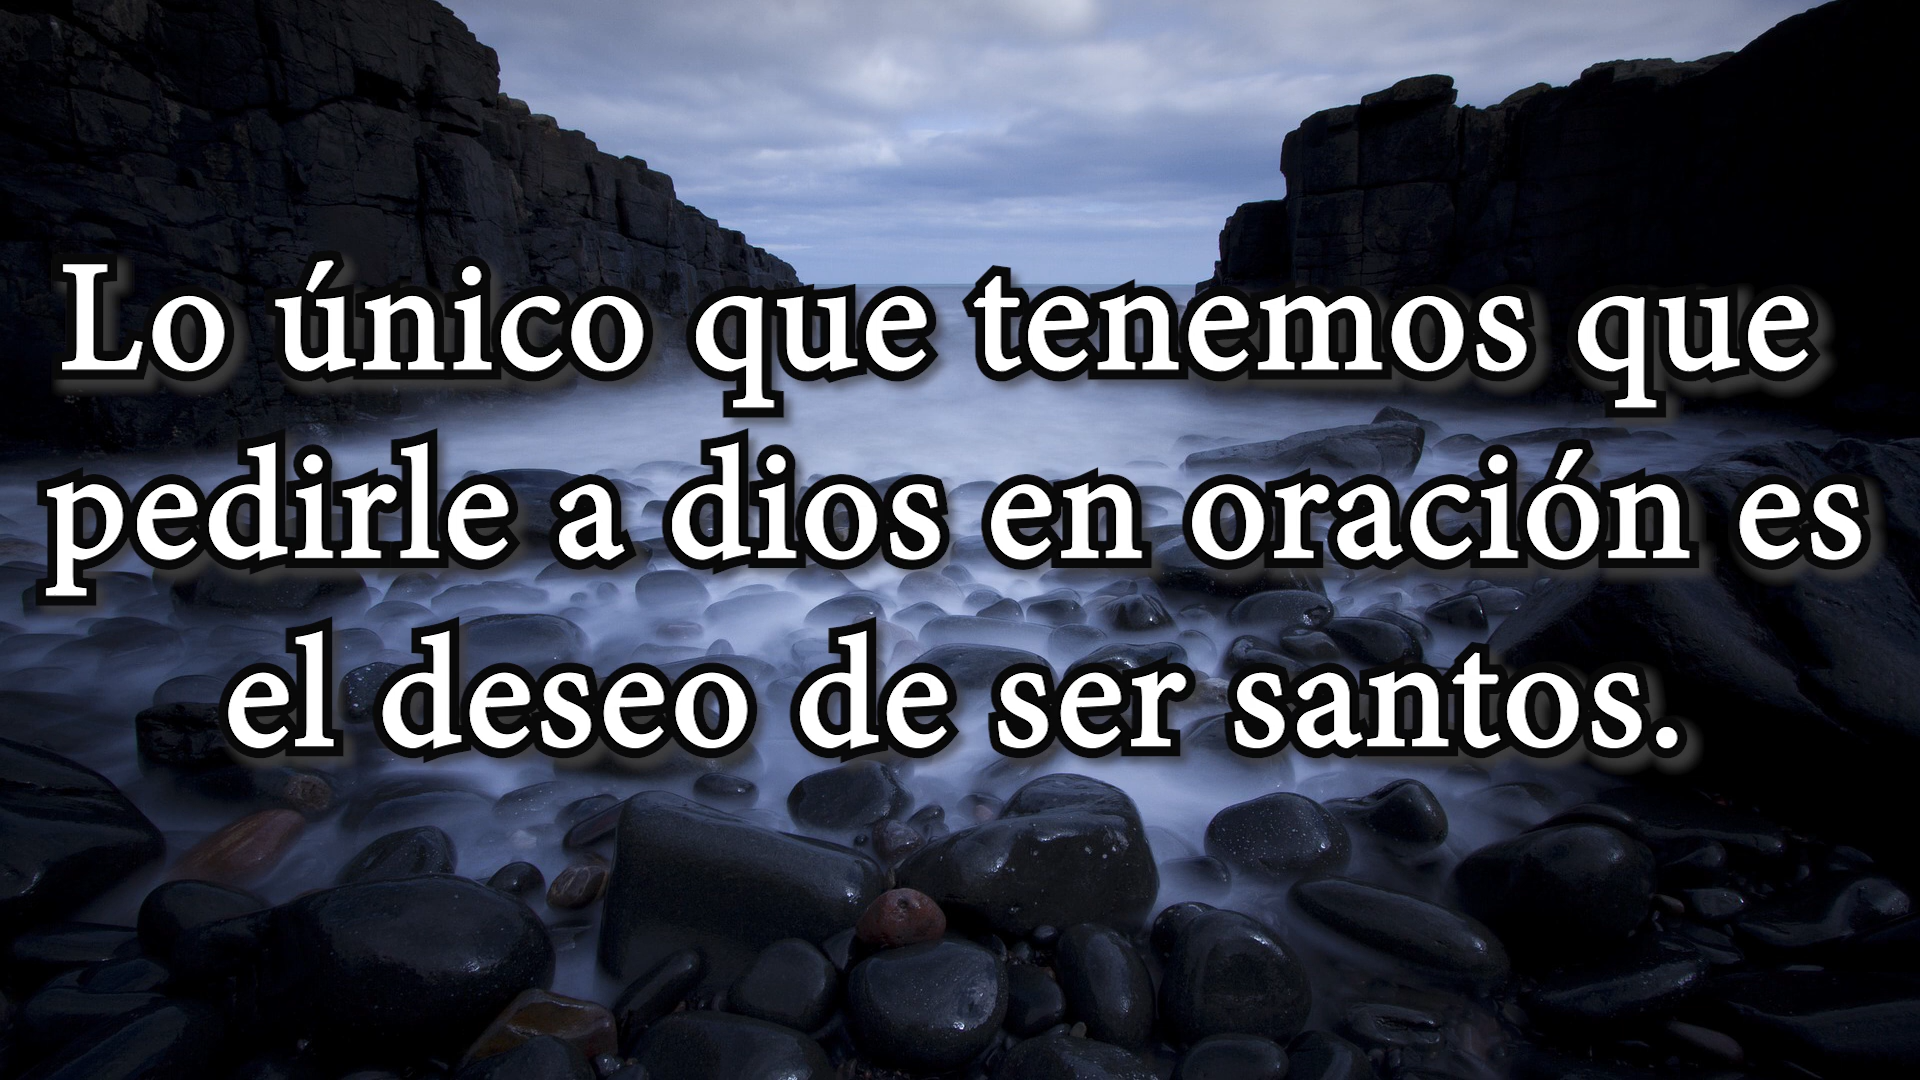 Lo único que tenemos que
pedirle a dios en oración es
el deseo de ser santos.